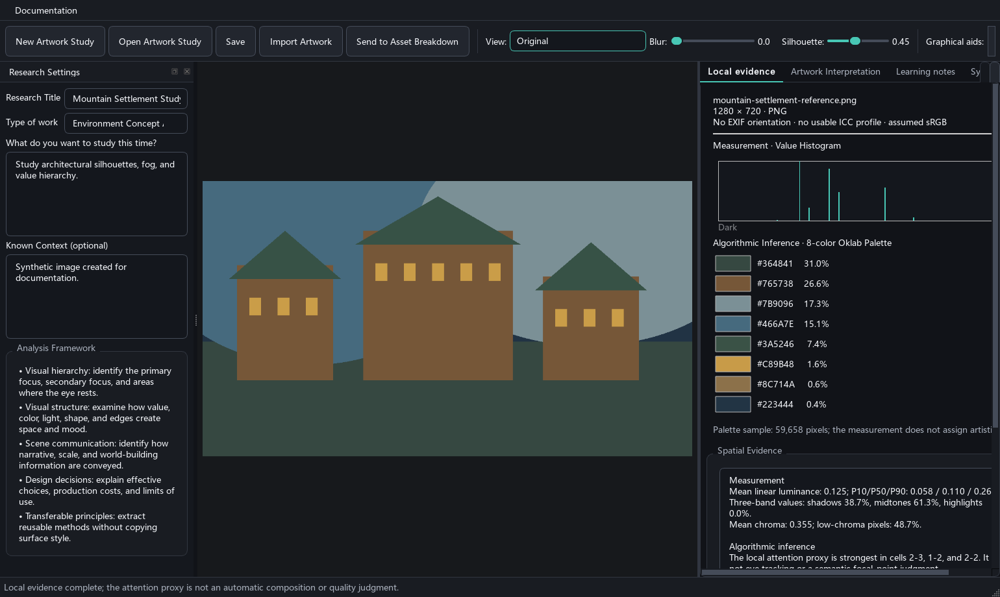 Documentation
New Artwork Study
Open Artwork Study
Save
Import Artwork
Send to Asset Breakdown
View:
Original
Blur:
0.0
Silhouette:
0.45
Graphical aids:
Research Settings
Research Title
Mountain Settlement Study
Type of work
Environment Concept
What do you want to study this time?
Study architectural silhouettes, fog, and
value hierarchy.
Known Context (optional)
Synthetic image created for
documentation.
Analysis Framework
• Visual hierarchy: identify the primary
focus, secondary focus, and areas
where the eye rests.
• Visual structure: examine how value,
color, light, shape, and edges create
space and mood.
• Scene communication: identify how
narrative, scale, and world-building
information are conveyed.
• Design decisions: explain effective
choices, production costs, and limits of
use.
• Transferable principles: extract
reusable methods without copying
surface style.
Local evidence
Artwork Interpretation
Learning notes
Sy
mountain-settlement-reference.png
1280 × 720 · PNG
No EXIF orientation · no usable ICC profile · assumed sRGB
Measurement · Value Histogram
Dark
Algorithmic Inference · 8-color Oklab Palette
#364841 31.0%
#765738 26.6%
#7B9096 17.3%
#466A7E 15.1%
#3A5246 7.4%
#C89B48 1.6%
#8C714A 0.6%
#223444 0.4%
Palette sample: 59,658 pixels; the measurement does not assign artisti
Spatial Evidence
Measurement
Mean linear luminance: 0.125; P10/P50/P90: 0.058 / 0.110 / 0.26
Three-band values: shadows 38.7%, midtones 61.3%, highlights
0.0%.
Mean chroma: 0.355; low-chroma pixels: 48.7%.
Algorithmic inference
The local attention proxy is strongest in cells 2-3, 1-2, and 2-2. It
not eye tracking or a semantic focal-point judgment.
Local evidence complete; the attention proxy is not an automatic composition or quality judgment.